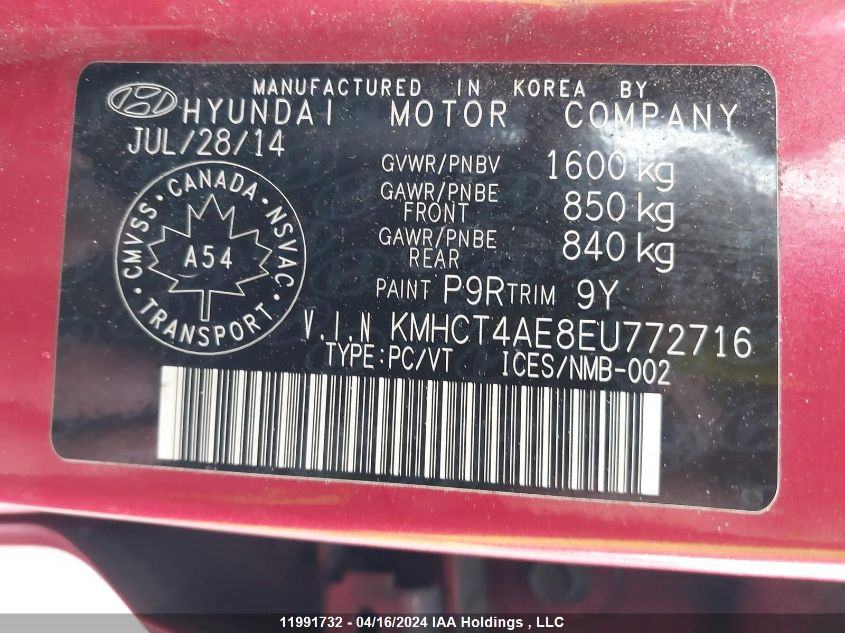 MANUFACTURED IN KOREA BY
HYUNDAI MOTOR COMPANY
JUL/28/14
GVWR/PNBV 1600 kg
GAWR/PNBE FRONT 850 kg
GAWR/PNBE REAR 840 kg
CANADA · NSVAC · TRANSPORT · CMVSS ·
A54
PAINT P9R TRIM 9Y
V.I.N KMHCT4AE8EU772716
TYPE:PC/VT ICES/NMB-002
11991732 - 04/16/2024 IAA Holdings , LLC